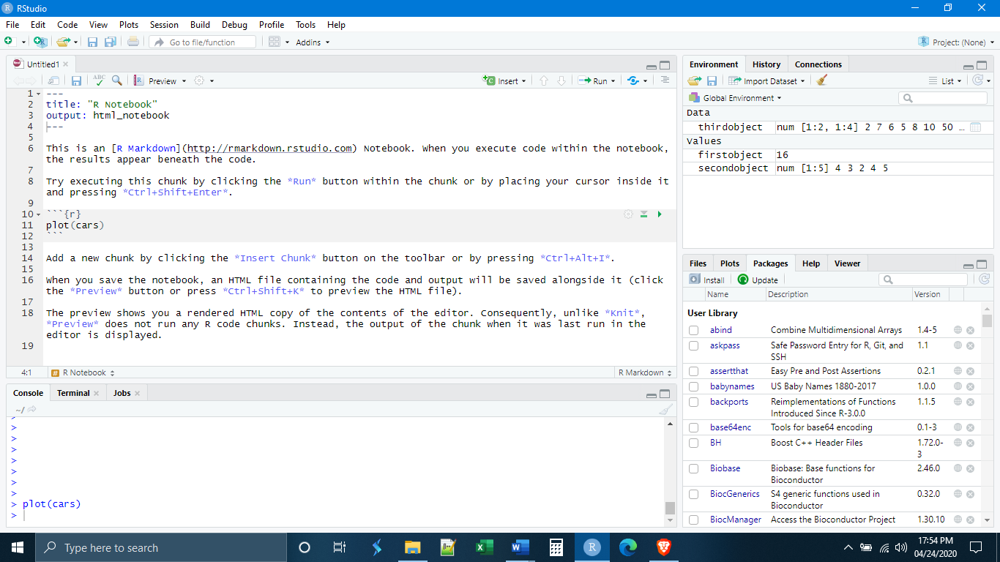 RStudio
File Edit Code View Plots Session Build Debug Profile Tools Help
Go to file/function Addins Project: (None)
Untitled1
ABC Preview Insert Run
1 ---
2 title: "R Notebook"
3 output: html_notebook
4 ---
5
6 This is an [R Markdown](http://rmarkdown.rstudio.com) Notebook. When you execute code within the notebook,
the results appear beneath the code.
7
8 Try executing this chunk by clicking the *Run* button within the chunk or by placing your cursor inside it
and pressing *Ctrl+Shift+Enter*.
9
10 ```{r}
11 plot(cars)
12 ```
13
14 Add a new chunk by clicking the *Insert Chunk* button on the toolbar or by pressing *Ctrl+Alt+I*.
15
16 When you save the notebook, an HTML file containing the code and output will be saved alongside it (click
the *Preview* button or press *Ctrl+Shift+K* to preview the HTML file).
17
18 The preview shows you a rendered HTML copy of the contents of the editor. Consequently, unlike *Knit*,
*Preview* does not run any R code chunks. Instead, the output of the chunk when it was last run in the
editor is displayed.
19
4:1 # R Notebook R Markdown
Console Terminal Jobs
~/
>
>
>
>
>
>
>
>
> plot(cars)
>
Environment History Connections
Import Dataset List
Global Environment
Data
thirdobject num [1:2, 1:4] 2 7 6 5 8 10 50 ...
Values
firstobject 16
secondobject num [1:5] 4 3 2 4 5
Files Plots Packages Help Viewer
Install Update
Name Description Version
User Library
abind Combine Multidimensional Arrays 1.4-5
askpass Safe Password Entry for R, Git, and 1.1
SSH
assertthat Easy Pre and Post Assertions 0.2.1
babynames US Baby Names 1880-2017 1.0.0
backports Reimplementations of Functions 1.1.5
Introduced Since R-3.0.0
base64enc Tools for base64 encoding 0.1-3
BH Boost C++ Header Files 1.72.0-
3
Biobase Biobase: Base functions for 2.46.0
Bioconductor
BiocGenerics S4 generic functions used in 0.32.0
Bioconductor
BiocManager Access the Bioconductor Project 1.30.10
Type here to search
17:54 PM
04/24/2020